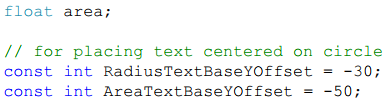 float area;
// for placing text centered on circle
const int RadiusTextBaseYOffset = -30;
const int AreaTextBaseYOffset = -50;